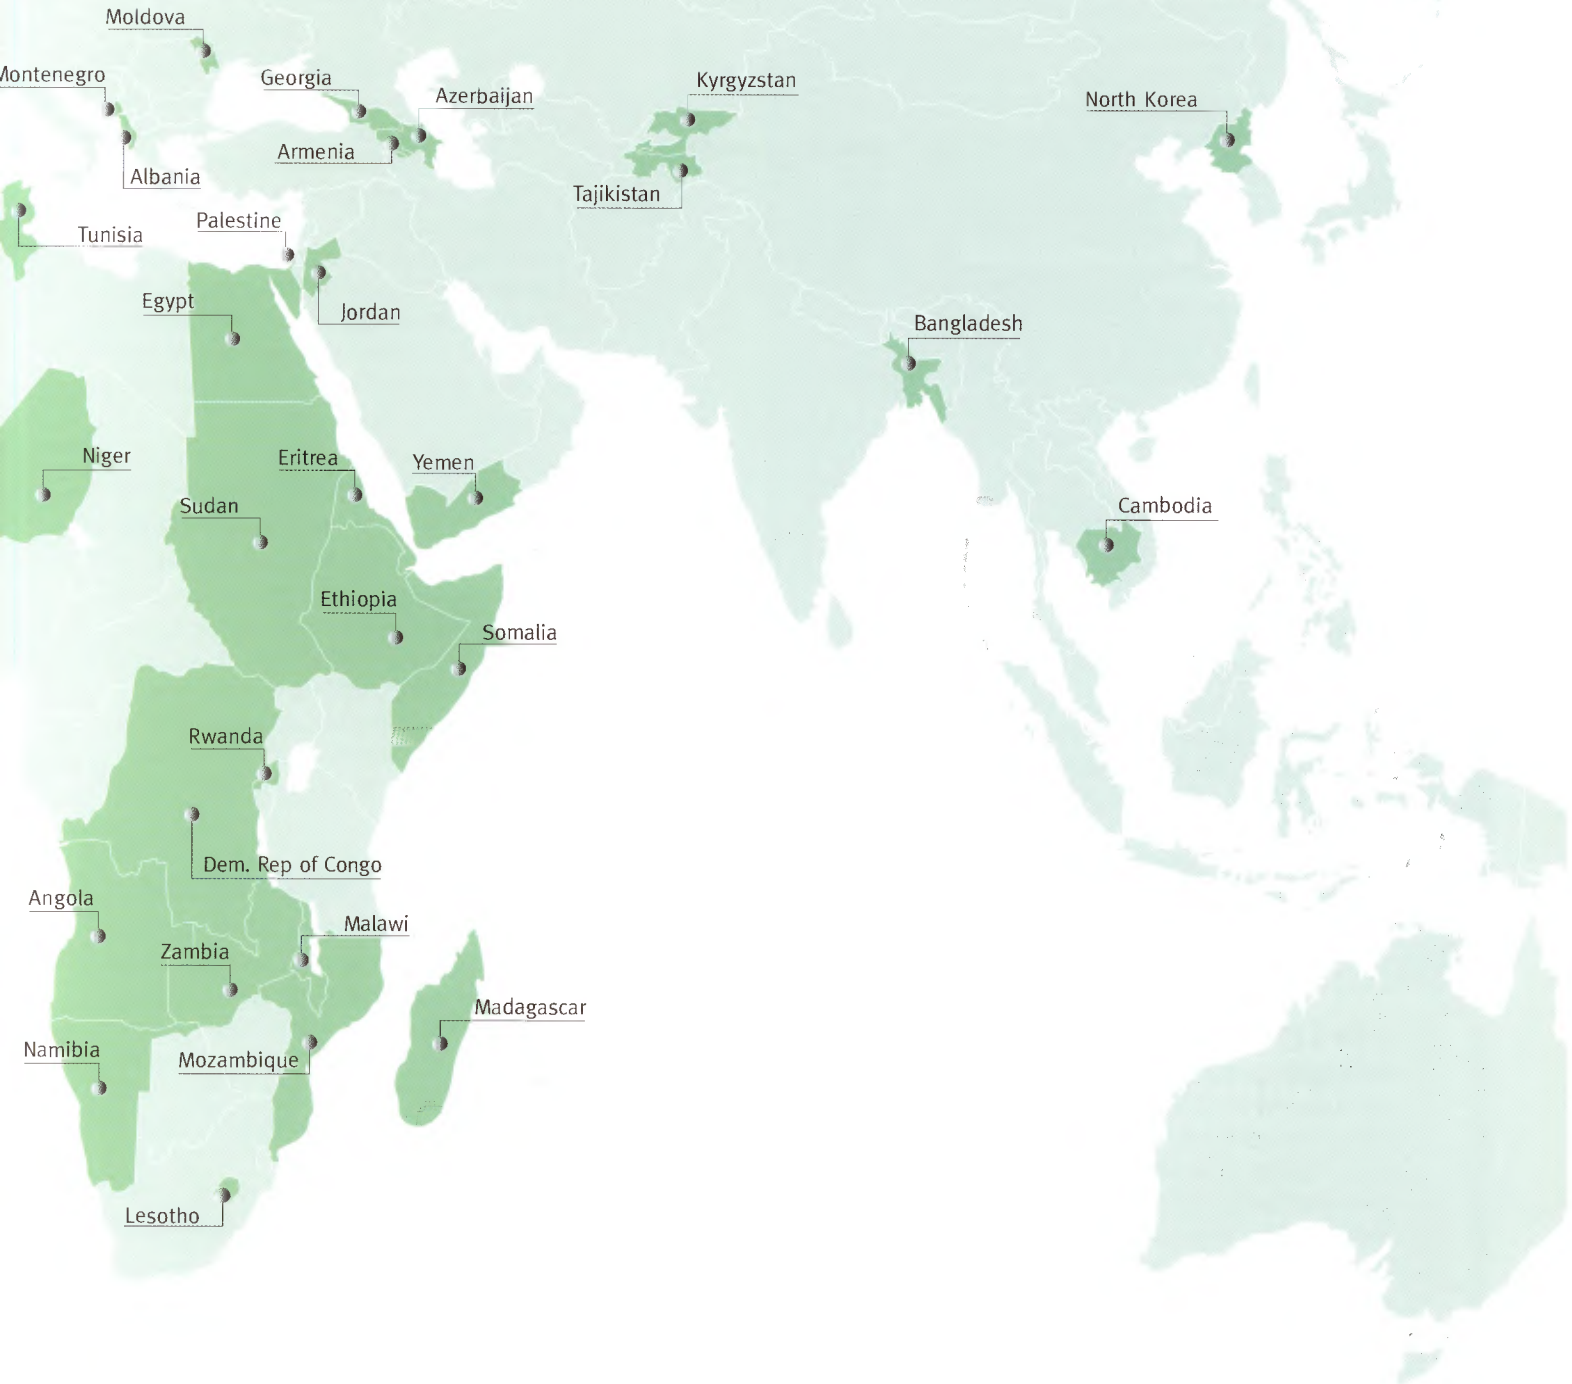 Moldova
Montenegro
Georgia
Azerbaijan
Kyrgyzstan
North Korea
Armenia
Albania
Tajikistan
Palestine
Tunisia
Egypt
Jordan
Bangladesh
Niger
Eritrea
Yemen
Sudan
Cambodia
Ethiopia
Somalia
Rwanda
Dem. Rep of Congo
Angola
Malawi
Zambia
Madagascar
Namibia
Mozambique
Lesotho